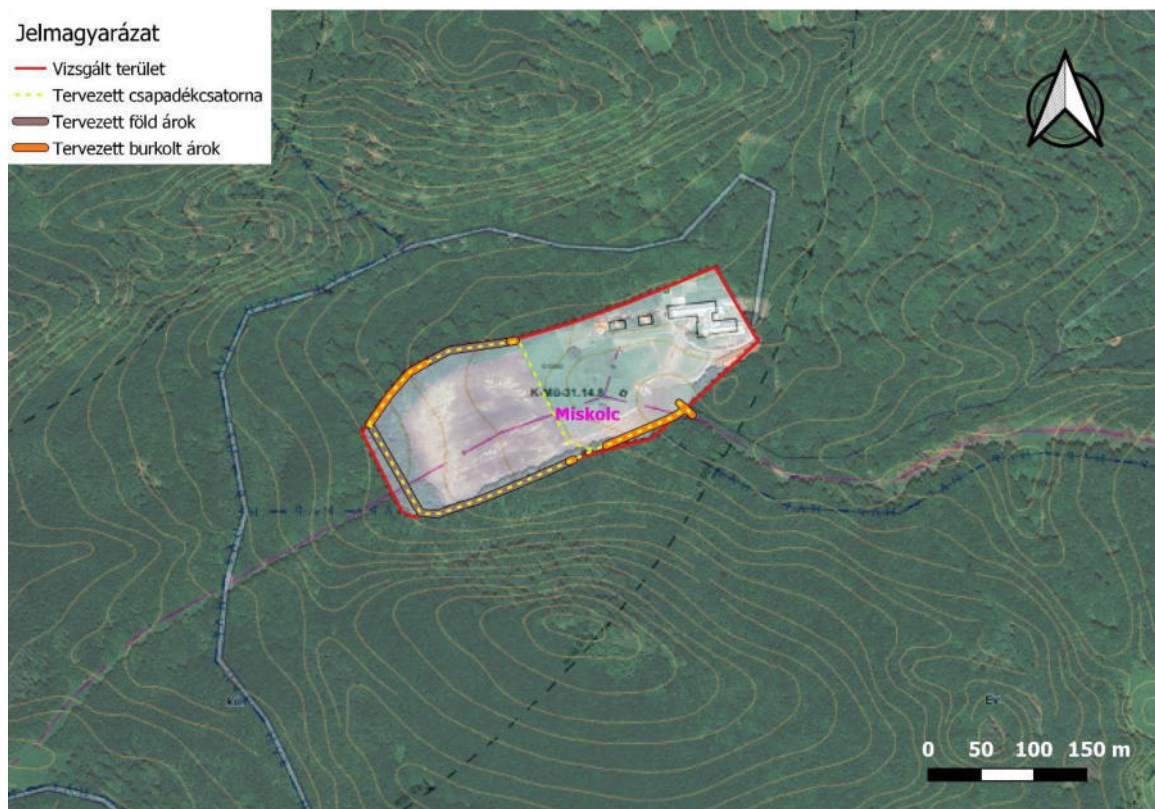 Jelmagyarázat
Vizsgált terület
Tervezett csapadékcsatorna
Tervezett föld árok
Tervezett burkolt árok
Miskolc
0 50 100 150 m